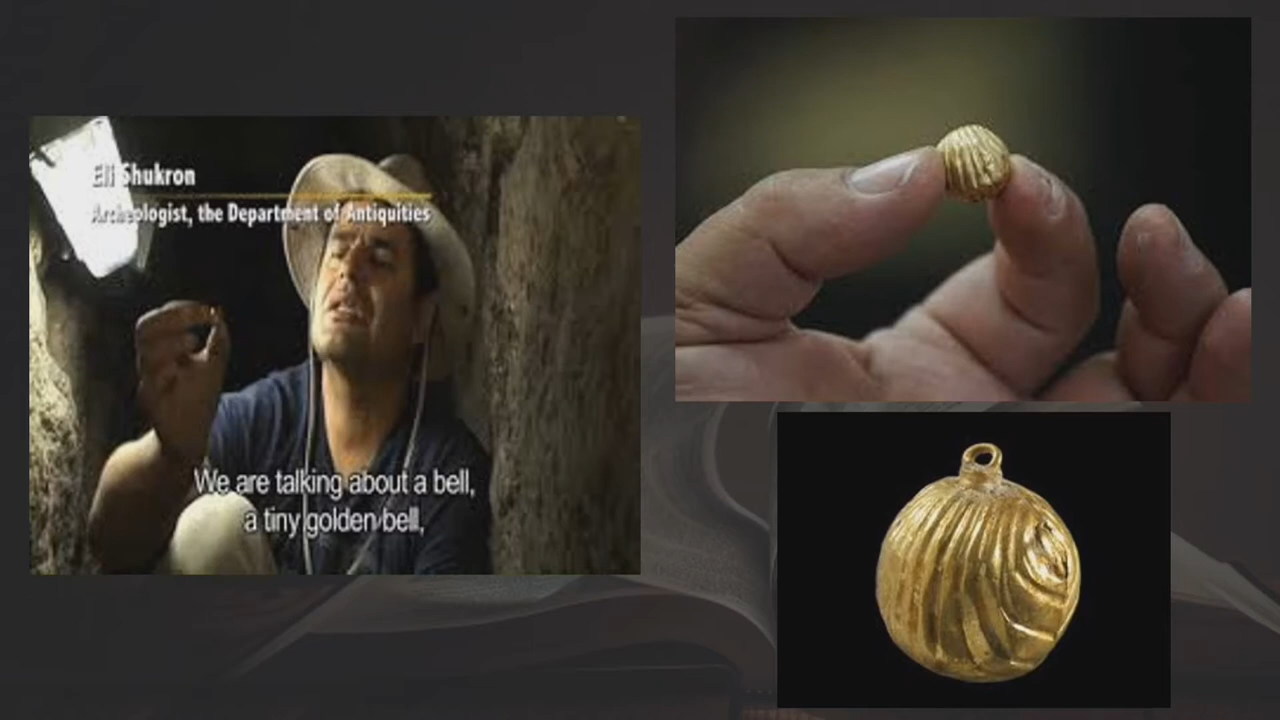 Eli Shukron
Archeologist, the Department of Antiquities
We are talking about a bell,
a tiny golden bell,